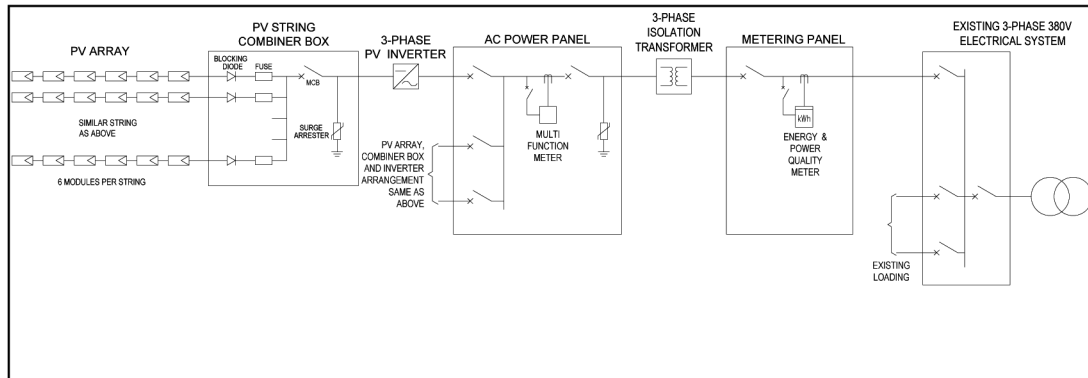 PV ARRAY
SIMILAR STRING
AS ABOVE
6 MODULES PER STRING
PV STRING
COMBINER BOX
BLOCKING
DIODE
FUSE
MCB
SURGE
ARRESTER
3-PHASE
PV INVERTER
AC POWER PANEL
MULTI
FUNCTION
METER
PV ARRAY,
COMBINER BOX
AND INVERTER
ARRANGEMENT
SAME AS
ABOVE
3-PHASE
ISOLATION
TRANSFORMER
METERING PANEL
kWh
ENERGY &
POWER
QUALITY
METER
EXISTING 3-PHASE 380V
ELECTRICAL SYSTEM
EXISTING
LOADING